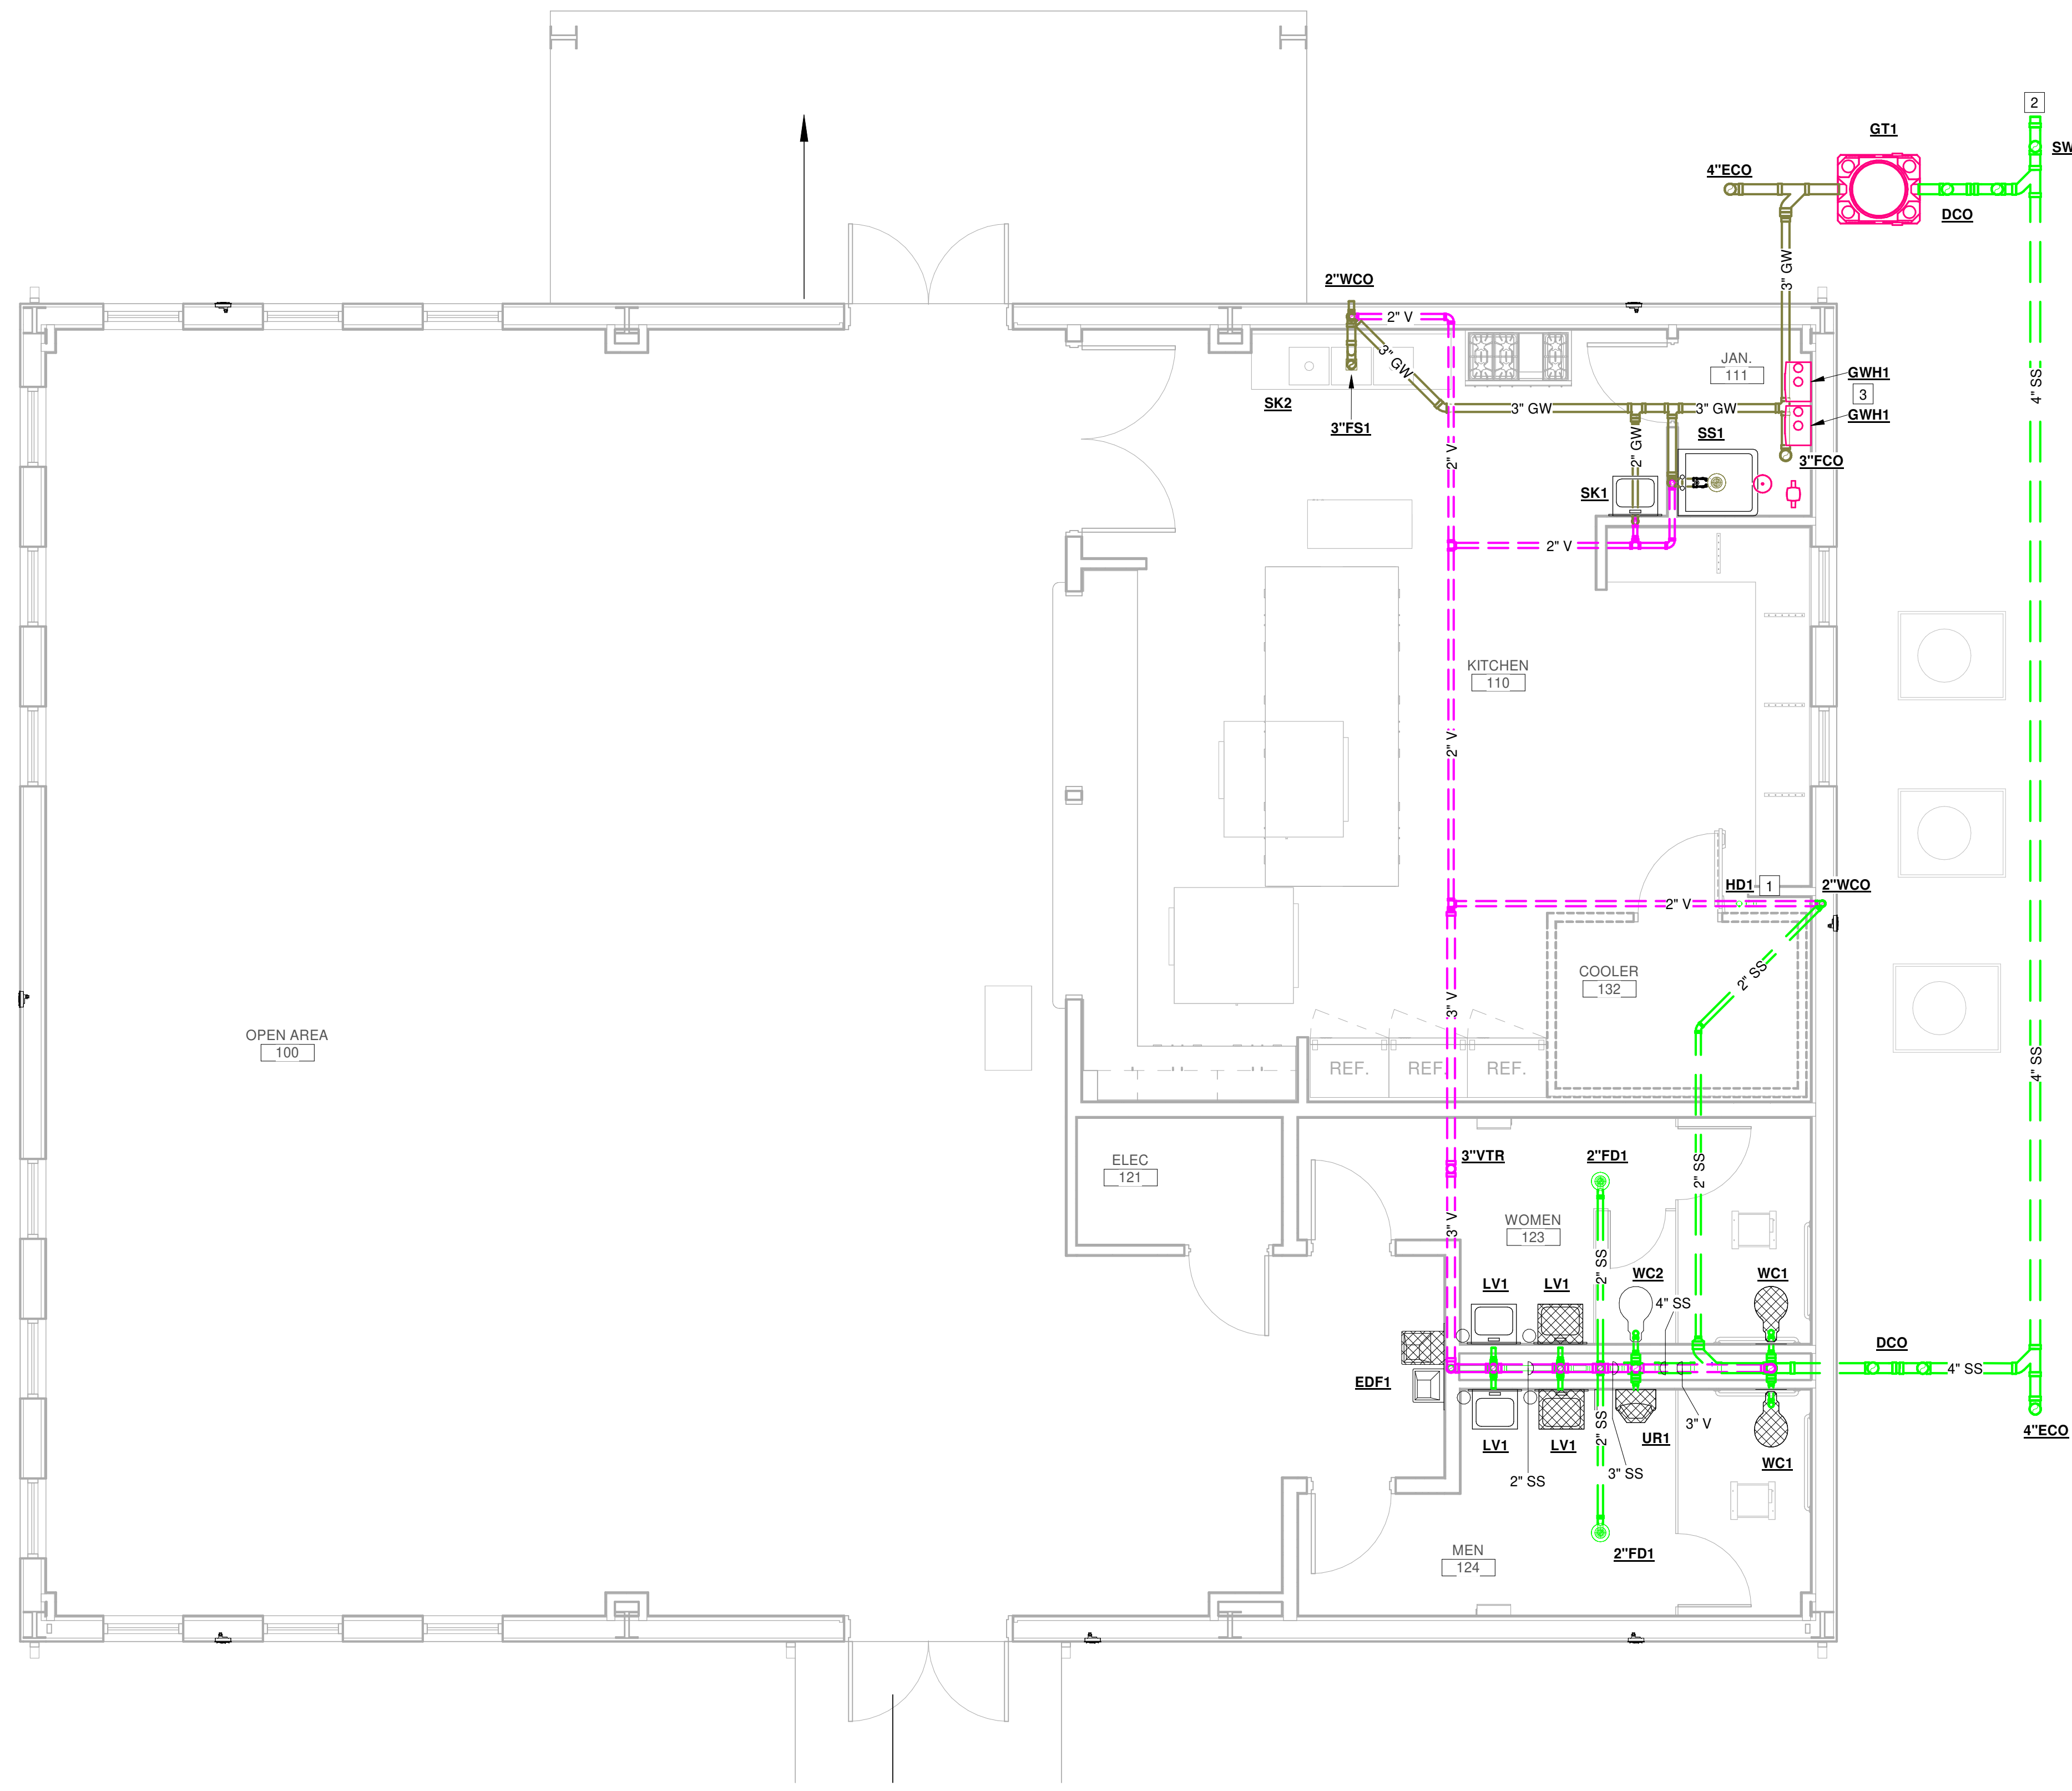 2
GT1
SW
4"ECO
DCO
3" GW
2"WCO
2" V
3" GW
JAN.
111
GWH1
3
GWH1
4" SS
SK2
3"FS1
3" GW
3" GW
SS1
2" GW
2" V
3"FCO
SK1
2" V
KITCHEN
110
2" V
HD1
1
2"WCO
2" V
COOLER
132
2" SS
3" V
OPEN AREA
100
REF.
REF.
REF.
4" SS
ELEC
121
3"VTR
2"FD1
2" SS
3" V
WOMEN
123
2" SS
LV1
LV1
WC2
4" SS
WC1
DCO
4" SS
EDF1
LV1
LV1
2" SS
UR1
3" V
WC1
4"ECO
2" SS
3" SS
MEN
124
2"FD1